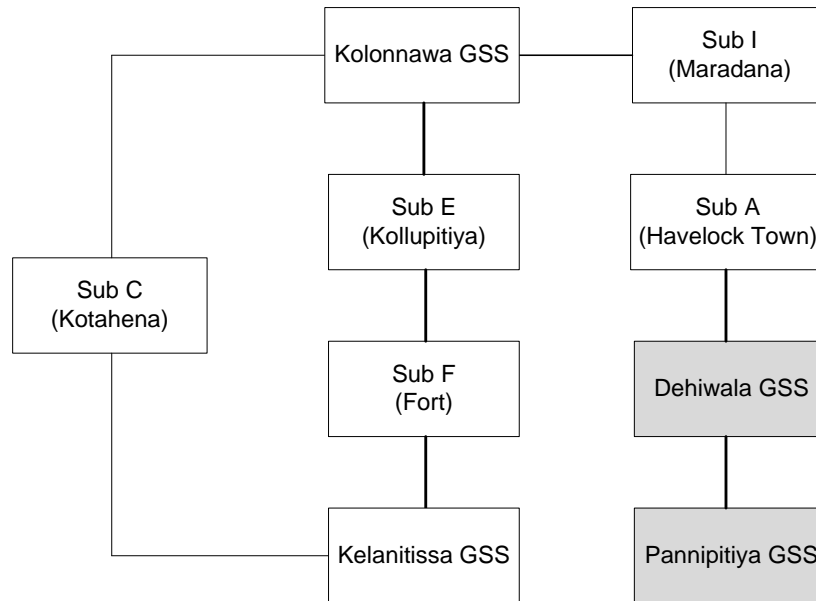 Kolonnawa GSS
Sub I
(Maradana)
Sub E
(Kollupitiya)
Sub A
(Havelock Town)
Sub C
(Kotahena)
Sub F
(Fort)
Dehiwala GSS
Kelanitissa GSS
Pannipitiya GSS